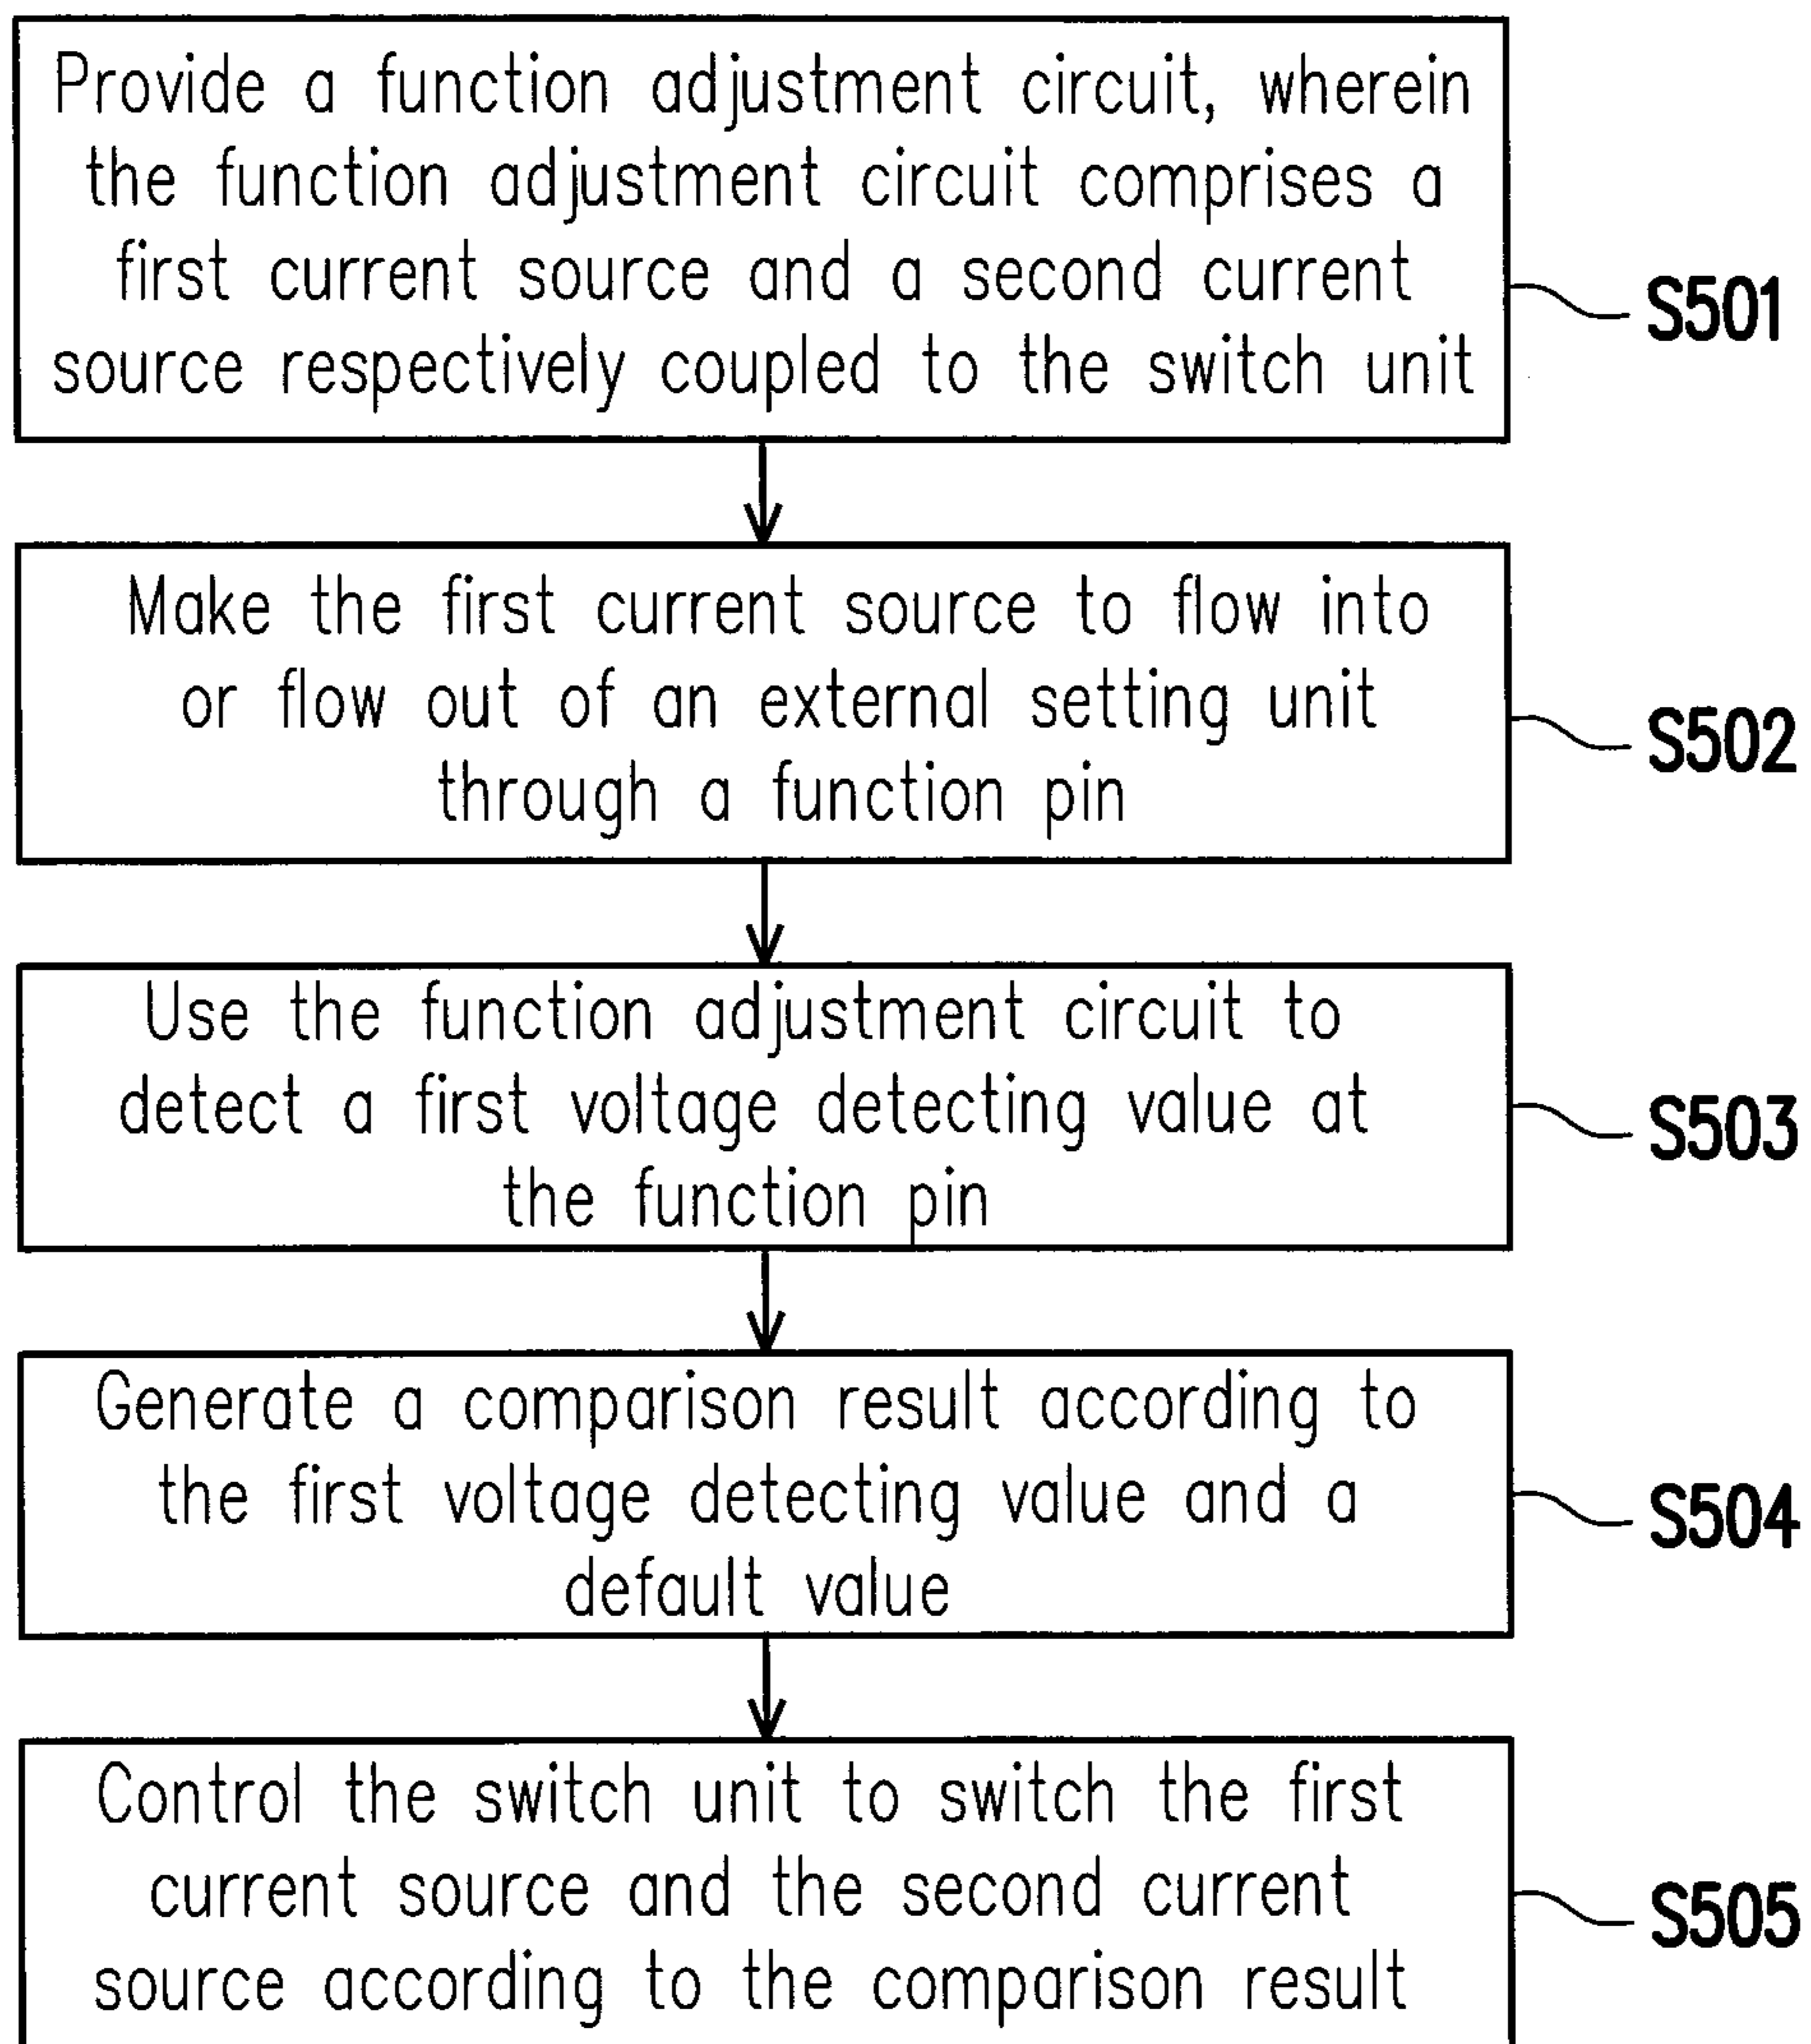 Provide a function adjustment circuit, wherein
the function adjustment circuit comprises a
first current source and a second current
source respectively coupled to the switch unit
S501
Make the first current source to flow into
or flow out of an external setting unit
through a function pin
S502
Use the function adjustment circuit to
detect a first voltage detecting value at
the function pin
S503
Generate a comparison result according to
the first voltage detecting value and a
default value
S504
Control the switch unit to switch the first
current source and the second current
source according to the comparison result
S505